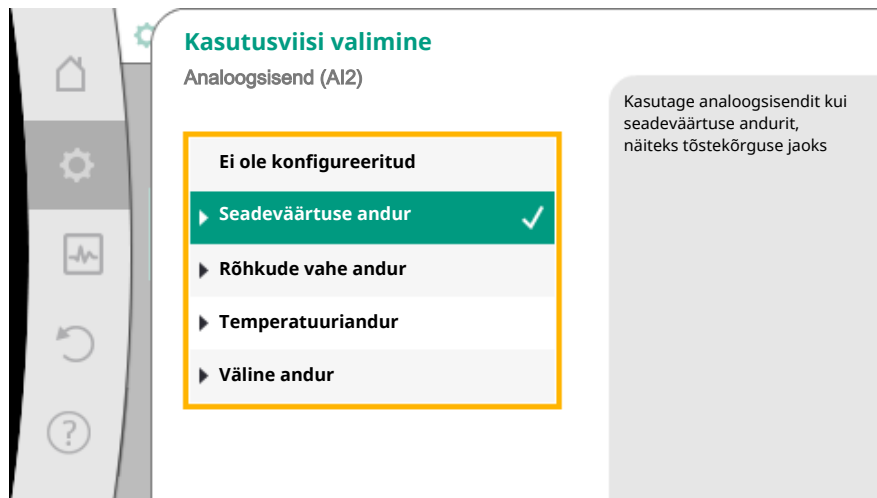 Kasutusviisi valimine
Analoogsisend (AI2)
Ei ole konfigureeritud
Seadeväärtuse andur
Rõhkude vahe andur
Temperatuuriandur
Väline andur
Kasutage analoogsisendit kui
seadeväärtuse andurit,
näiteks tõstekõrguse jaoks
?